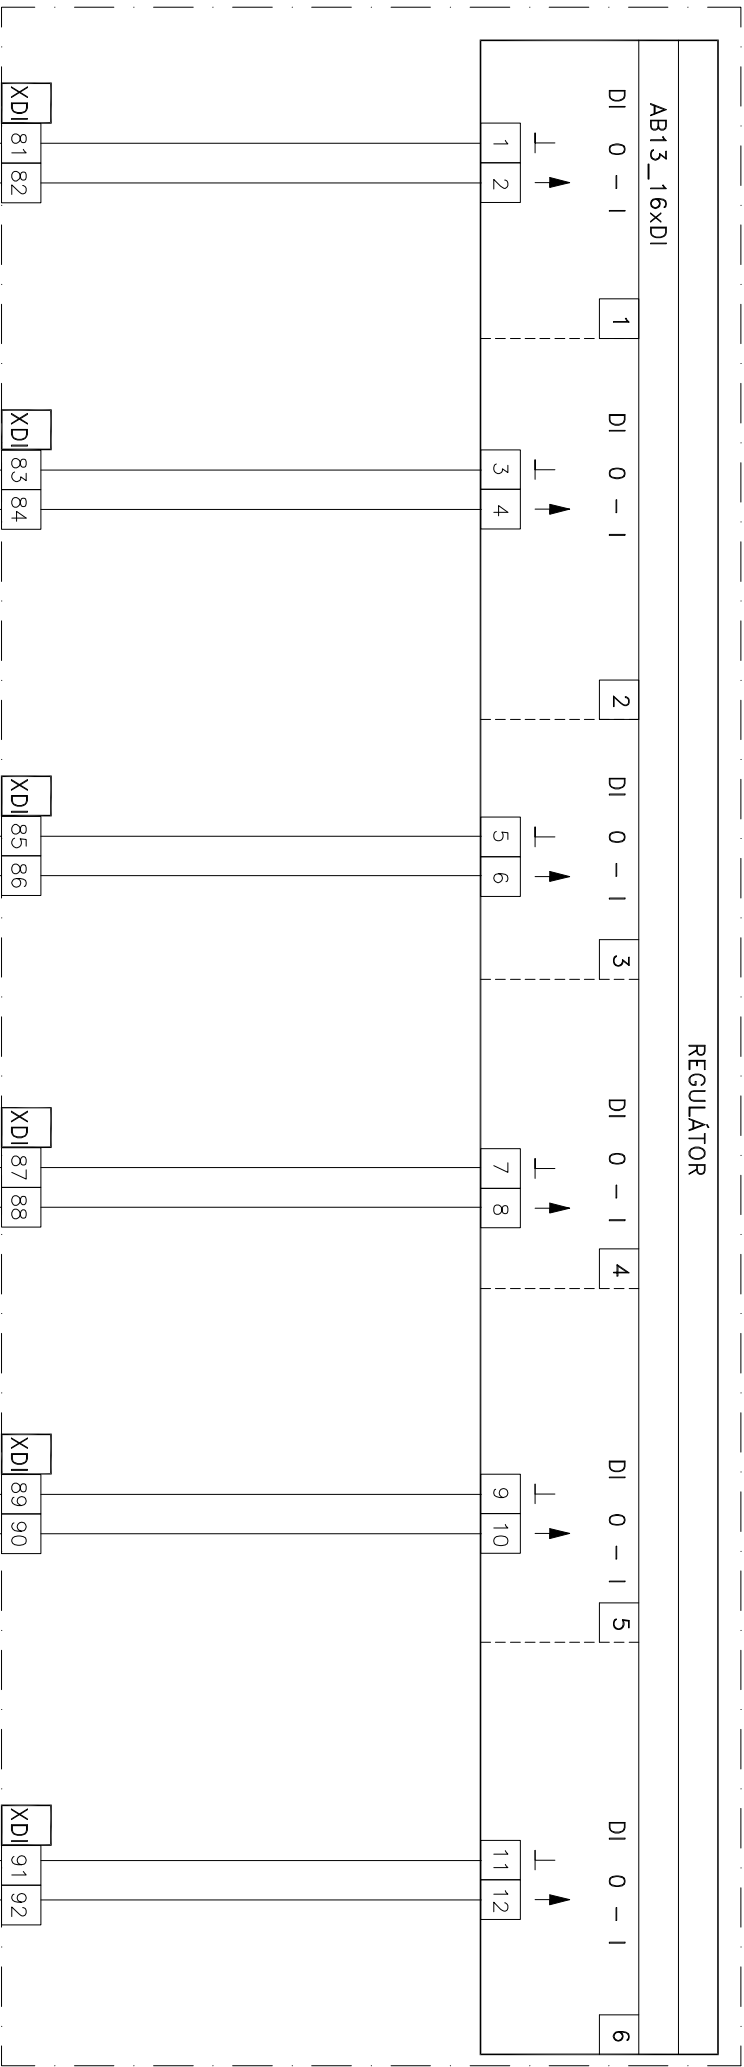 REGULÁTOR
AB13_16xDI
DI 0 – I
DI 0 – I
DI 0 – I
DI 0 – I
DI 0 – I
DI 0 – I
1
2
3
4
5
6
1 2
3 4
5 6
7 8
9 10
11 12
XDI 81 82
XDI 83 84
XDI 85 86
XDI 87 88
XDI 89 90
XDI 91 92